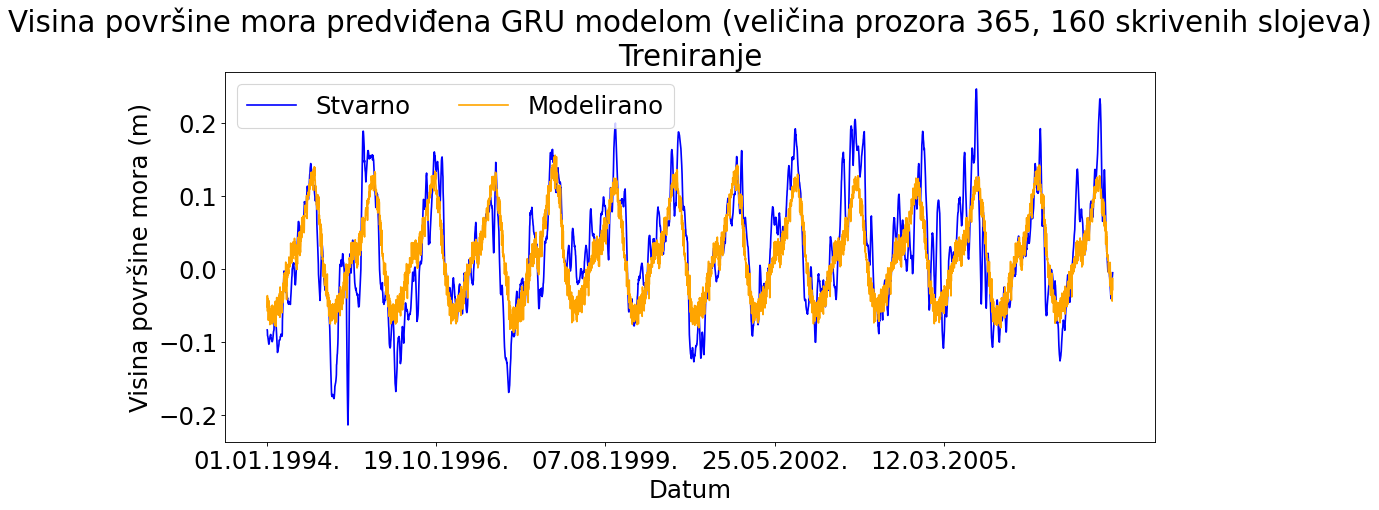 Visina površine mora predviđena GRU modelom (veličina prozora 365, 160 skrivenih slojeva)
Treniranje
Stvarno
Modelirano
Visina površine mora (m)
0.2
0.1
0.0
−0.1
−0.2
01.01.1994.
19.10.1996.
07.08.1999.
25.05.2002.
12.03.2005.
Datum